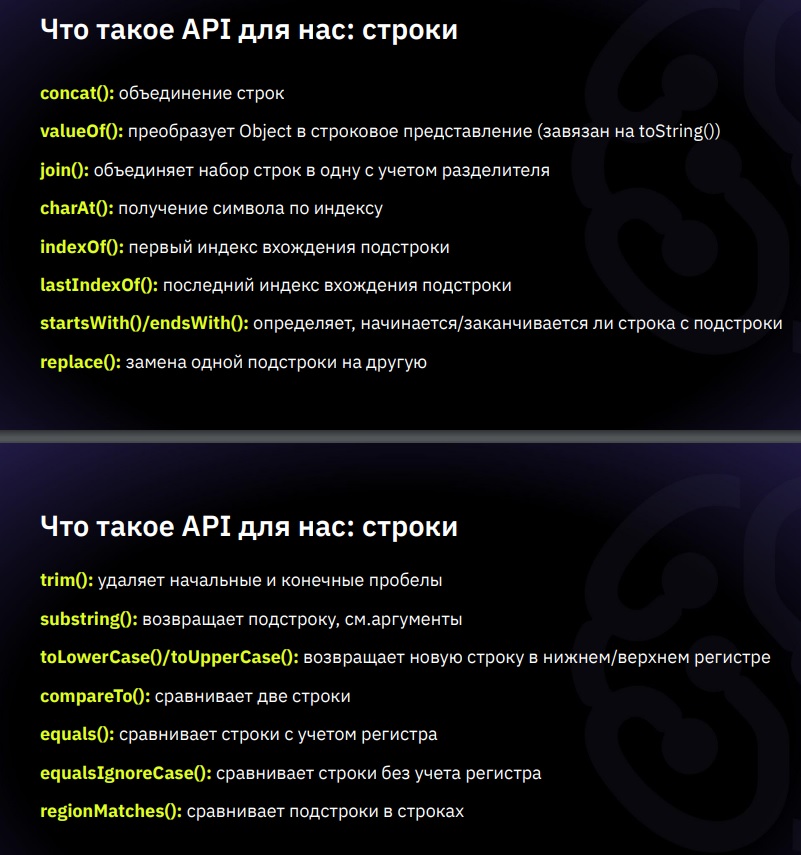 Что такое API для нас: строки
concat(): объединение строк
valueOf(): преобразует Object в строковое представление (завязан на toString())
join(): объединяет набор строк в одну с учетом разделителя
charAt(): получение символа по индексу
indexOf(): первый индекс вхождения подстроки
lastIndexOf(): последний индекс вхождения подстроки
startsWith()/endsWith(): определяет, начинается/заканчивается ли строка с подстроки
replace(): замена одной подстроки на другую
Что такое API для нас: строки
trim(): удаляет начальные и конечные пробелы
substring(): возвращает подстроку, см.аргументы
toLowerCase()/toUpperCase(): возвращает новую строку в нижнем/верхнем регистре
compareTo(): сравнивает две строки
equals(): сравнивает строки с учетом регистра
equalsIgnoreCase(): сравнивает строки без учета регистра
regionMatches(): сравнивает подстроки в строках